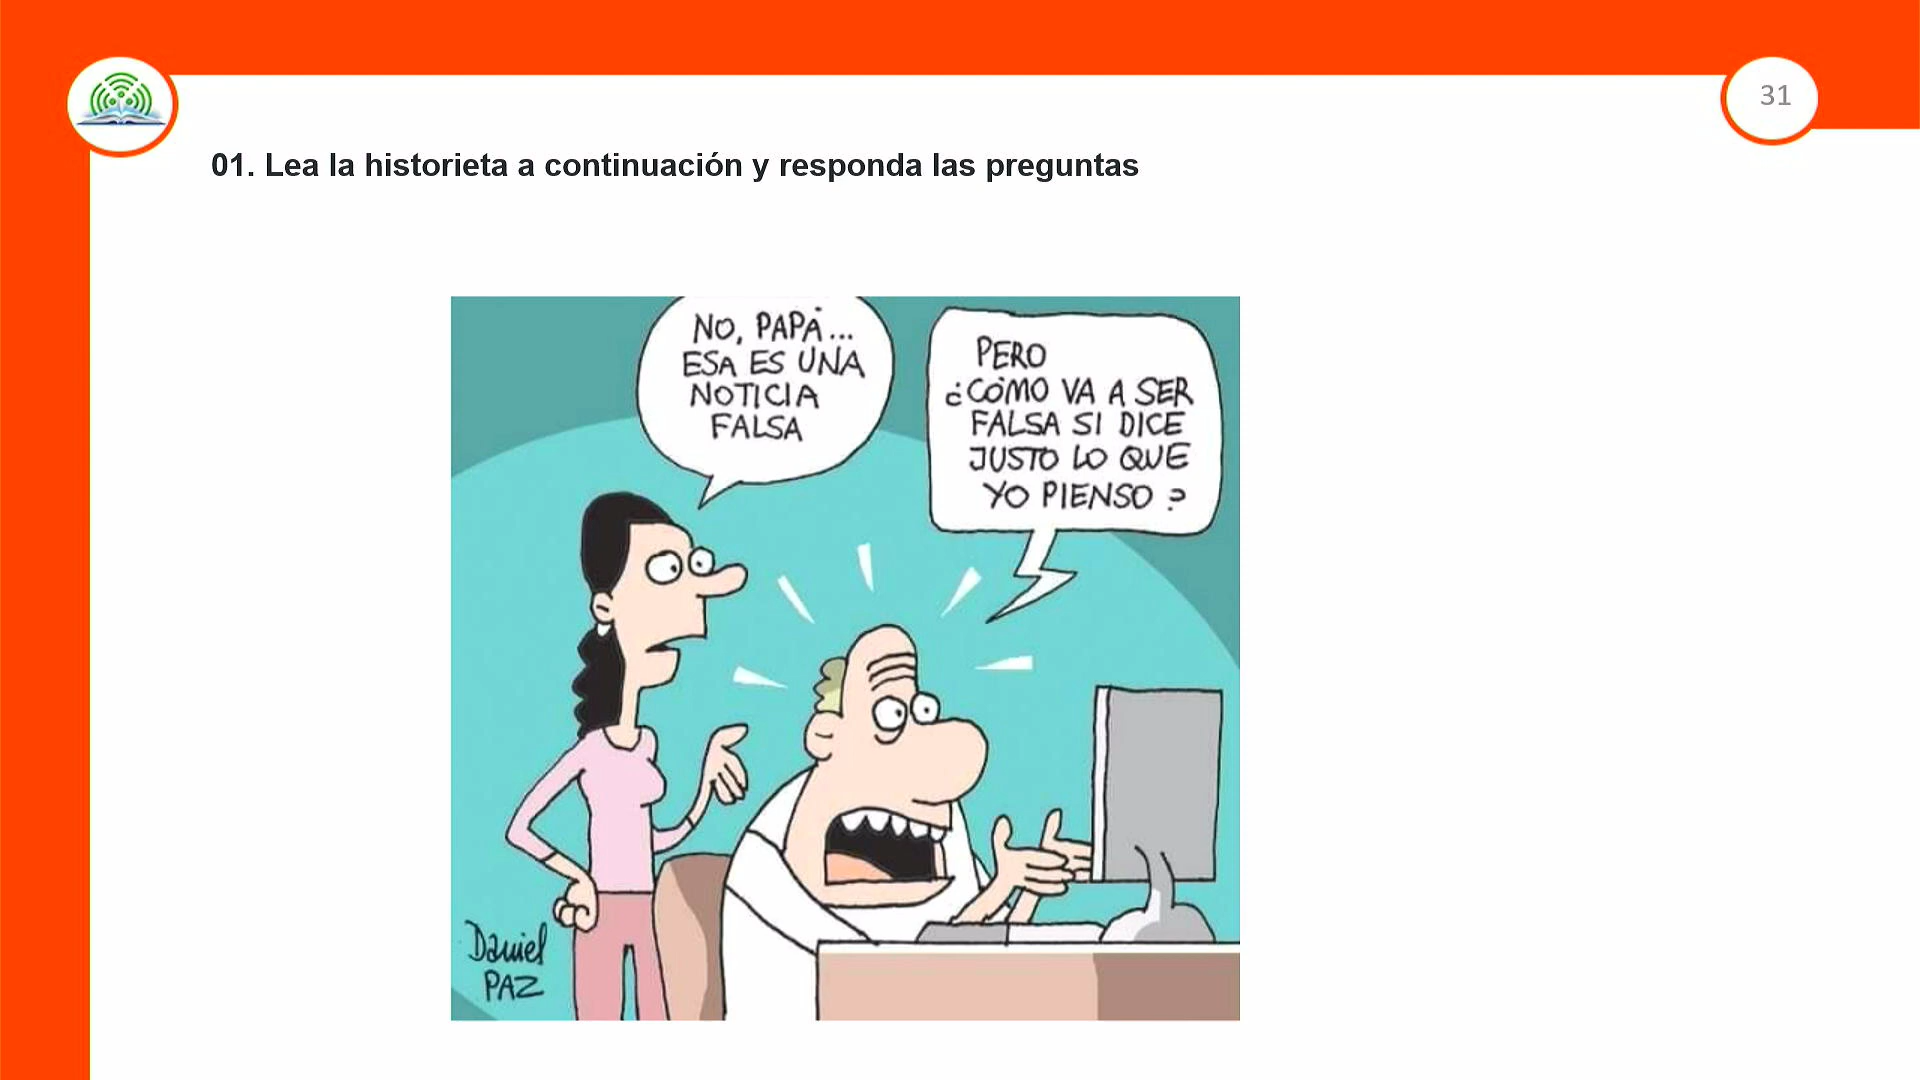 31
01. Lea la historieta a continuación y responda las preguntas
NO, PAPÁ...
ESA ES UNA
NOTICIA
FALSA
PERO
¿CÓMO VA A SER
FALSA SI DICE
JUSTO LO QUE
YO PIENSO?
Daniel
PAZ